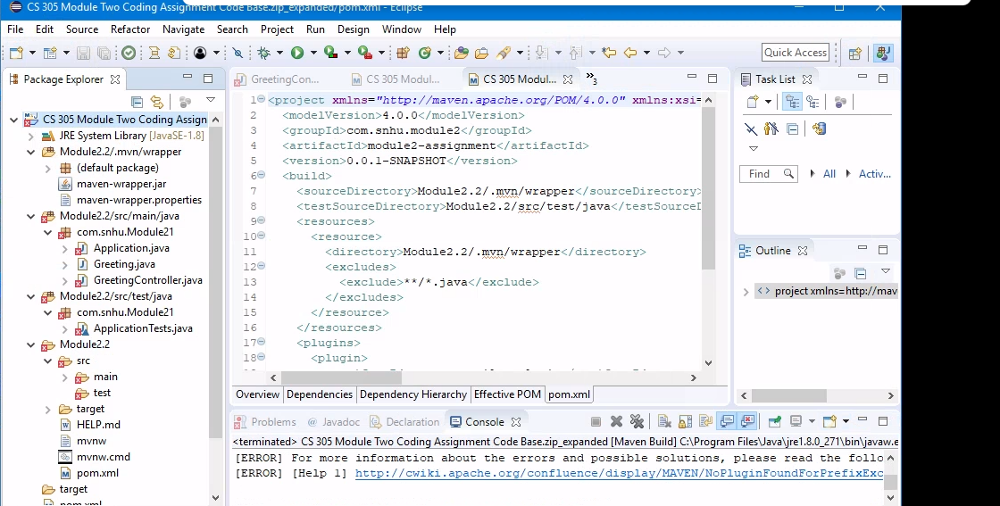 CS 305 Module Two Coding Assignment Code Base.zip_expanded/pom.xml - Eclipse
File Edit Source Refactor Navigate Search Project Run Design Window Help
Quick Access
Package Explorer
CS 305 Module Two Coding Assign
JRE System Library [JavaSE-1.8]
Module2.2/.mvn/wrapper
(default package)
maven-wrapper.jar
maven-wrapper.properties
Module2.2/src/main/java
com.snhu.Module21
Application.java
Greeting.java
GreetingController.java
Module2.2/src/test/java
com.snhu.Module21
ApplicationTests.java
Module2.2
src
main
test
target
HELP.md
mvnw
mvnw.cmd
pom.xml
target
pom.xml
GreetingCon... CS 305 Modul... CS 305 Modul... »3
1 <project xmlns="http://maven.apache.org/POM/4.0.0" xmlns:xsi=
2 <modelVersion>4.0.0</modelVersion>
3 <groupId>com.snhu.module2</groupId>
4 <artifactId>module2-assignment</artifactId>
5 <version>0.0.1-SNAPSHOT</version>
6 <build>
7 <sourceDirectory>Module2.2/.mvn/wrapper</sourceDirectory>
8 <testSourceDirectory>Module2.2/src/test/java</testSourceD
9 <resources>
10 <resource>
11 <directory>Module2.2/.mvn/wrapper</directory>
12 <excludes>
13 <exclude>**/*.java</exclude>
14 </excludes>
15 </resource>
16 </resources>
17 <plugins>
18 <plugin>
Overview Dependencies Dependency Hierarchy Effective POM pom.xml
Problems @ Javadoc Declaration Console
<terminated> CS 305 Module Two Coding Assignment Code Base.zip_expanded [Maven Build] C:\Program Files\Java\jre1.8.0_271\bin\javaw.e
[ERROR] For more information about the errors and possible solutions, please read the follo
[ERROR] [Help 1] http://cwiki.apache.org/confluence/display/MAVEN/NoPluginFoundForPrefixExc
Task List
Find All Activ...
Outline
project xmlns=http://mav